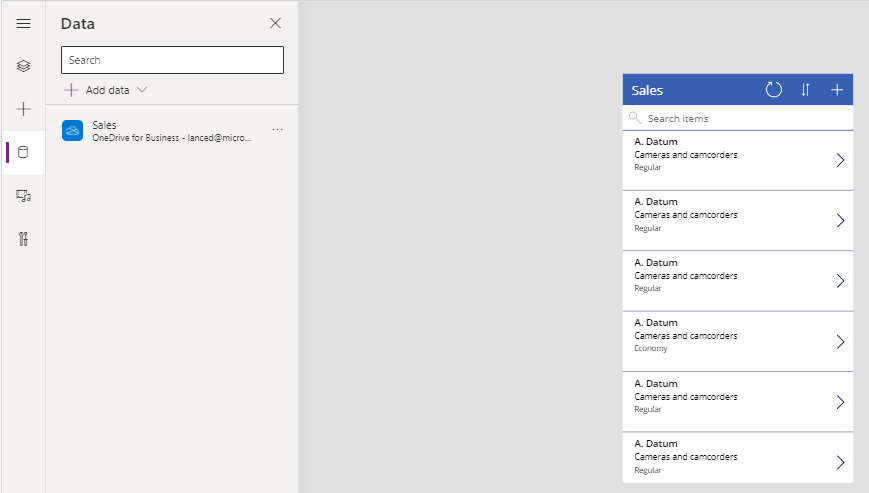 Data
Search
Add data
Sales
OneDrive for Business - lanced@micro...
Sales
Search items
A. Datum
Cameras and camcorders
Regular
A. Datum
Cameras and camcorders
Regular
A. Datum
Cameras and camcorders
Regular
A. Datum
Cameras and camcorders
Economy
A. Datum
Cameras and camcorders
Regular
A. Datum
Cameras and camcorders
Regular